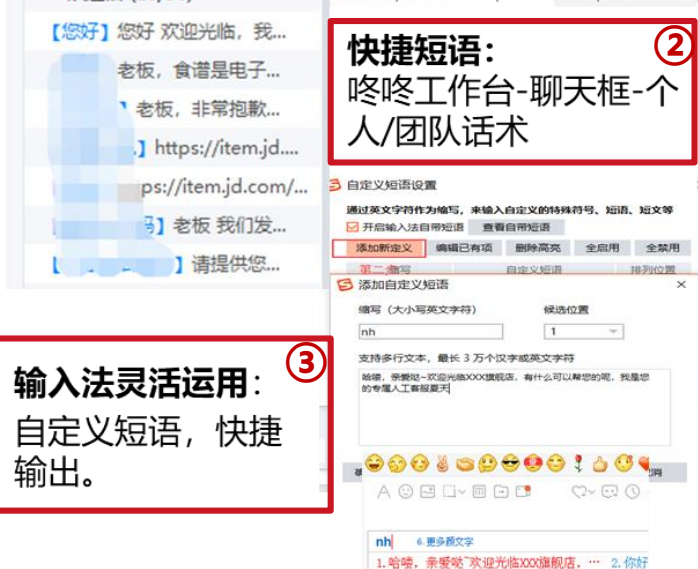 【您好】您好 欢迎光临，我...
老板，食谱是电子...
】老板，非常抱歉...
】https://item.jd....
ps://item.jd.com/...
】老板 我们发...
】请提供您...
②
快捷短语：
咚咚工作台-聊天框-个
人/团队话术
自定义短语设置
通过英文字符作为缩写，来输入自定义的特殊符号、短语、短文等
开启输入法自带短语 查看自带短语
添加新定义 编辑已有项 删除高亮 全启用 全禁用
自定义短语 排列位置
添加自定义短语
缩写（大小写英文字符） 候选位置
nh 1
支持多行文本，最长 3 万个汉字或英文字符
哈喽，亲爱哒~欢迎光临XXX旗舰店，有什么可以帮您的呢，我是您
的专属人工客服夏天
③
输入法灵活运用：
自定义短语，快捷
输出。
nh 6.更多颜文字
1.哈喽，亲爱哒~欢迎光临XXX旗舰店，… 2.你好